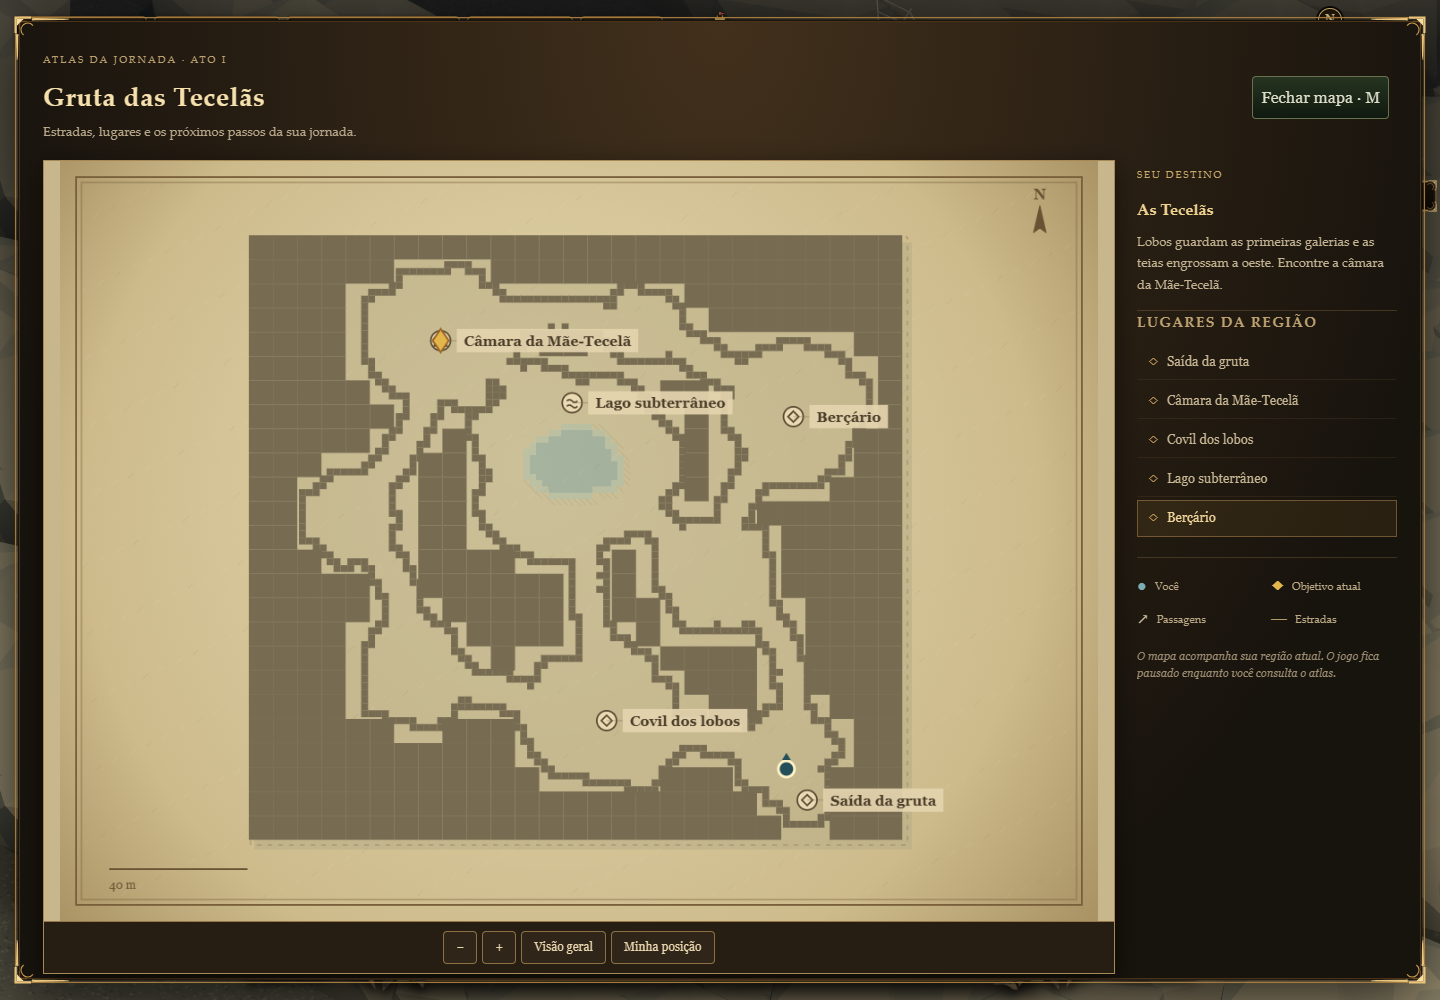 N
ATLAS DA JORNADA · ATO I
Gruta das Tecelãs
Estradas, lugares e os próximos passos da sua jornada.
Fechar mapa · M
N
Câmara da Mãe-Tecelã
Lago subterrâneo
Berçário
Covil dos lobos
Saída da gruta
40 m
− + Visão geral Minha posição
SEU DESTINO
As Tecelãs
Lobos guardam as primeiras galerias e as
teias engrossam a oeste. Encontre a câmara
da Mãe-Tecelã.
LUGARES DA REGIÃO
Saída da gruta
Câmara da Mãe-Tecelã
Covil dos lobos
Lago subterrâneo
Berçário
Você
Objetivo atual
Passagens
Estradas
O mapa acompanha sua região atual. O jogo fica
pausado enquanto você consulta o atlas.